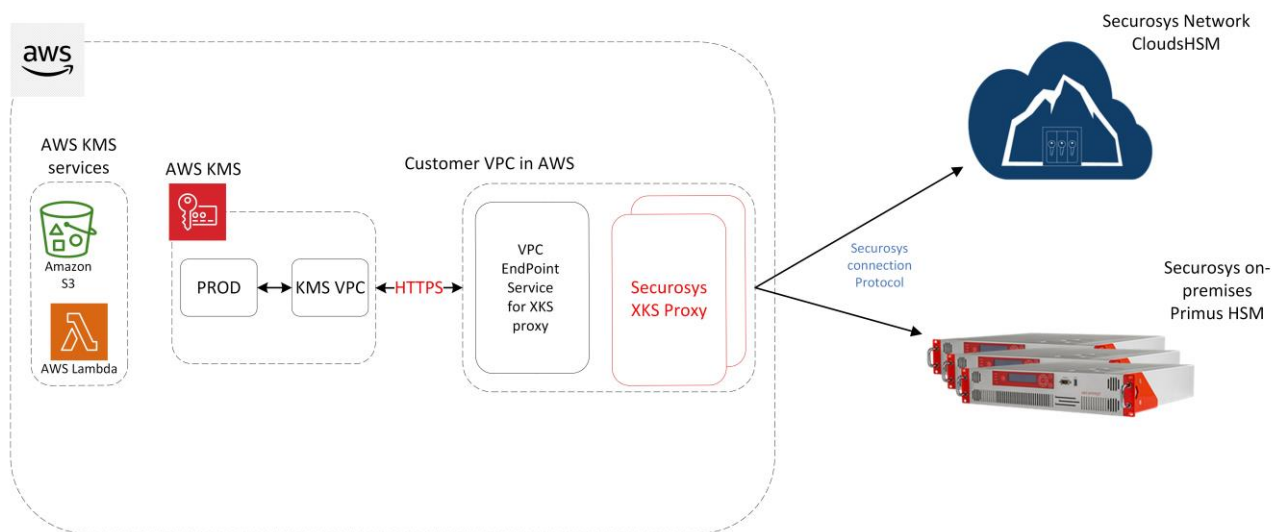 aws
Securosys Network
CloudsHSM
AWS KMS
services
AWS KMS
Customer VPC in AWS
Amazon
S3
AWS Lambda
PROD
KMS VPC
HTTPS
VPC
EndPoint
Service
for XKS
proxy
Securosys
XKS Proxy
Securosys
connection
Protocol
Securosys on-
premises
Primus HSM